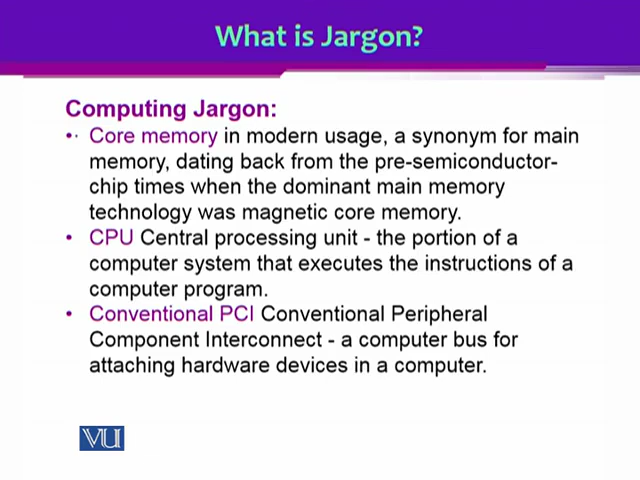 What is Jargon?
Computing Jargon:
• Core memory in modern usage, a synonym for main
memory, dating back from the pre-semiconductor-
chip times when the dominant main memory
technology was magnetic core memory.
• CPU Central processing unit - the portion of a
computer system that executes the instructions of a
computer program.
• Conventional PCI Conventional Peripheral
Component Interconnect - a computer bus for
attaching hardware devices in a computer.
VU